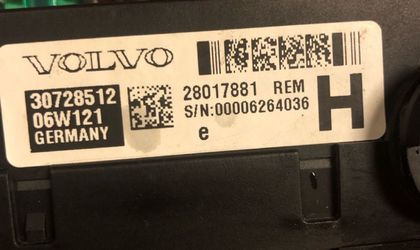 VOLVO
30728512
06W121
GERMANY
28017881 REM
S/N:00006264036
e
H